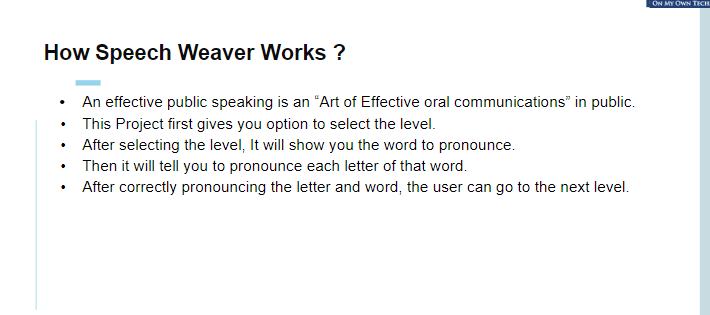 On My Own Tech
How Speech Weaver Works ?
• An effective public speaking is an “Art of Effective oral communications” in public.
• This Project first gives you option to select the level.
• After selecting the level, It will show you the word to pronounce.
• Then it will tell you to pronounce each letter of that word.
• After correctly pronouncing the letter and word, the user can go to the next level.